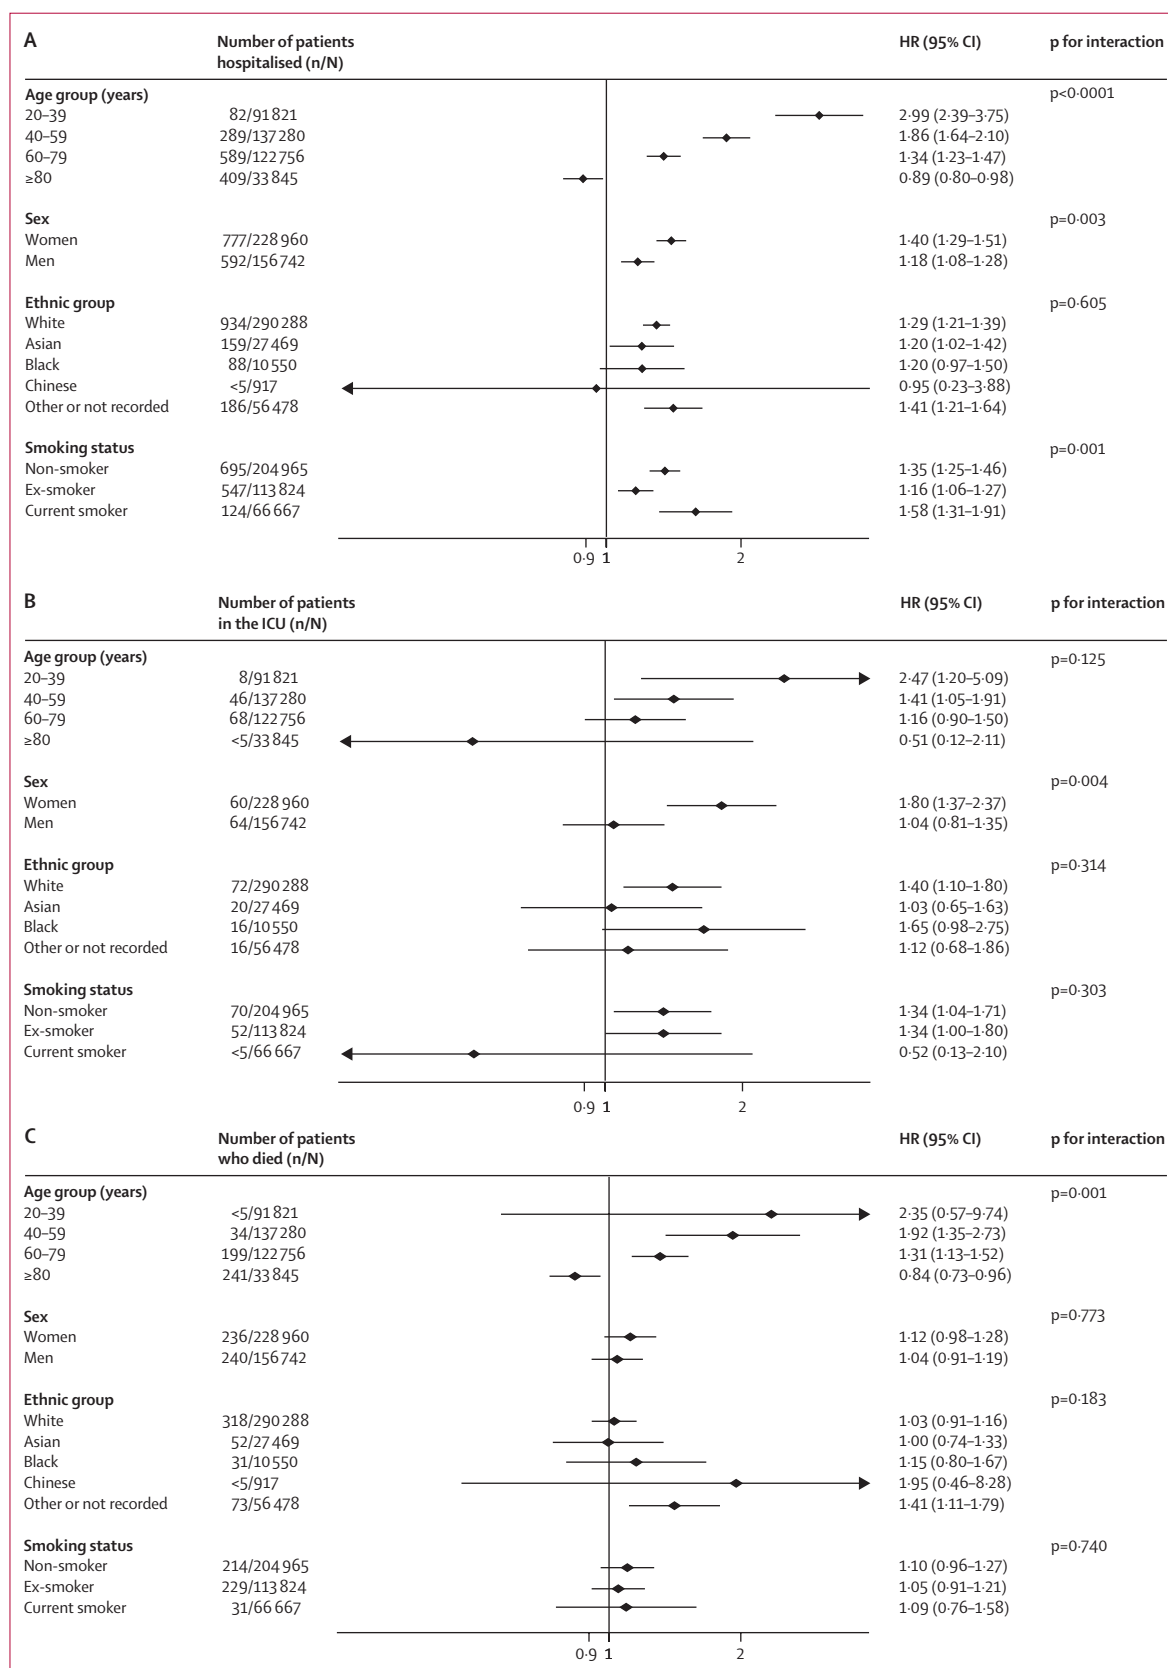 A Number of patients hospitalised (n/N) HR (95% CI) p for interaction
Age group (years) p<0·0001
20–39 82/91 821 2·99 (2·39–3·75)
40–59 289/137 280 1·86 (1·64–2·10)
60–79 589/122 756 1·34 (1·23–1·47)
≥80 409/33 845 0·89 (0·80–0·98)
Sex p=0·003
Women 777/228 960 1·40 (1·29–1·51)
Men 592/156 742 1·18 (1·08–1·28)
Ethnic group p=0·605
White 934/290 288 1·29 (1·21–1·39)
Asian 159/27 469 1·20 (1·02–1·42)
Black 88/10 550 1·20 (0·97–1·50)
Chinese <5/917 0·95 (0·23–3·88)
Other or not recorded 186/56 478 1·41 (1·21–1·64)
Smoking status p=0·001
Non-smoker 695/204 965 1·35 (1·25–1·46)
Ex-smoker 547/113 824 1·16 (1·06–1·27)
Current smoker 124/66 667 1·58 (1·31–1·91)
0·9 1 2
B Number of patients in the ICU (n/N) HR (95% CI) p for interaction
Age group (years) p=0·125
20–39 8/91 821 2·47 (1·20–5·09)
40–59 46/137 280 1·41 (1·05–1·91)
60–79 68/122 756 1·16 (0·90–1·50)
≥80 <5/33 845 0·51 (0·12–2·11)
Sex p=0·004
Women 60/228 960 1·80 (1·37–2·37)
Men 64/156 742 1·04 (0·81–1·35)
Ethnic group p=0·314
White 72/290 288 1·40 (1·10–1·80)
Asian 20/27 469 1·03 (0·65–1·63)
Black 16/10 550 1·65 (0·98–2·75)
Other or not recorded 16/56 478 1·12 (0·68–1·86)
Smoking status p=0·303
Non-smoker 70/204 965 1·34 (1·04–1·71)
Ex-smoker 52/113 824 1·34 (1·00–1·80)
Current smoker <5/66 667 0·52 (0·13–2·10)
0·9 1 2
C Number of patients who died (n/N) HR (95% CI) p for interaction
Age group (years) p=0·001
20–39 <5/91 821 2·35 (0·57–9·74)
40–59 34/137 280 1·92 (1·35–2·73)
60–79 199/122 756 1·31 (1·13–1·52)
≥80 241/33 845 0·84 (0·73–0·96)
Sex p=0·773
Women 236/228 960 1·12 (0·98–1·28)
Men 240/156 742 1·04 (0·91–1·19)
Ethnic group p=0·183
White 318/290 288 1·03 (0·91–1·16)
Asian 52/27 469 1·00 (0·74–1·33)
Black 31/10 550 1·15 (0·80–1·67)
Chinese <5/917 1·95 (0·46–8·28)
Other or not recorded 73/56 478 1·41 (1·11–1·79)
Smoking status p=0·740
Non-smoker 214/204 965 1·10 (0·96–1·27)
Ex-smoker 229/113 824 1·05 (0·91–1·21)
Current smoker 31/66 667 1·09 (0·76–1·58)
0·9 1 2